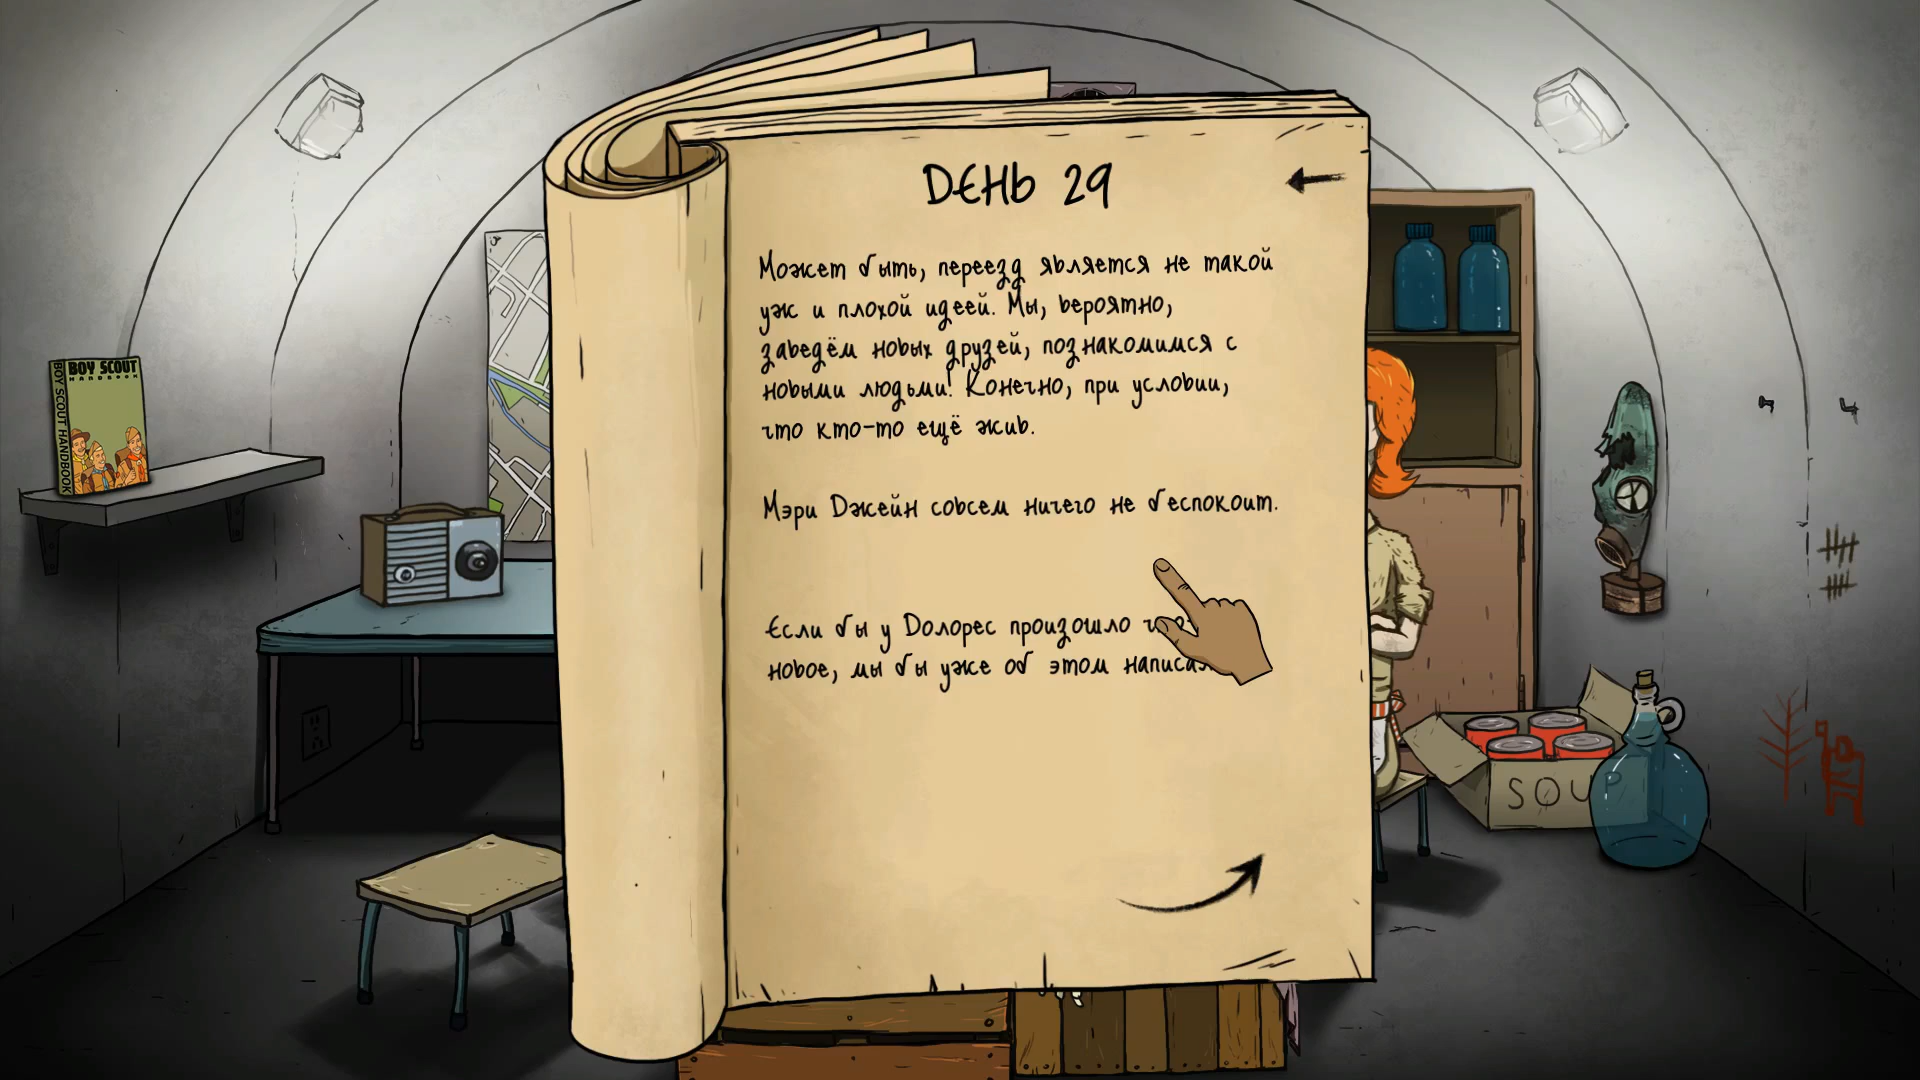 ДЕНЬ 29
Может быть, переезд является не такой
уж и плохой идеей. Мы, вероятно,
заведём новых друзей, познакомимся с
новыми людьми! Конечно, при условии,
что кто-то ещё жив.
Мэри Джейн совсем ничего не беспокоит.
Если бы у Долорес произошло
новое, мы бы уже об этом
BOY SCOUT
HANDBOOK
BOY SCOUT HANDBOOK
SOUP